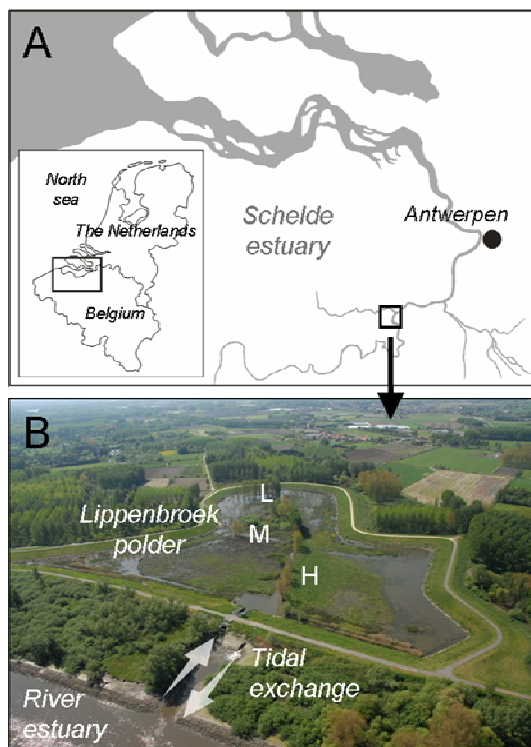 A
North
sea
The Netherlands
Belgium
Schelde
estuary
Antwerpen
B
L
Lippenbroek
polder
M
H
Tidal
exchange
River
estuary